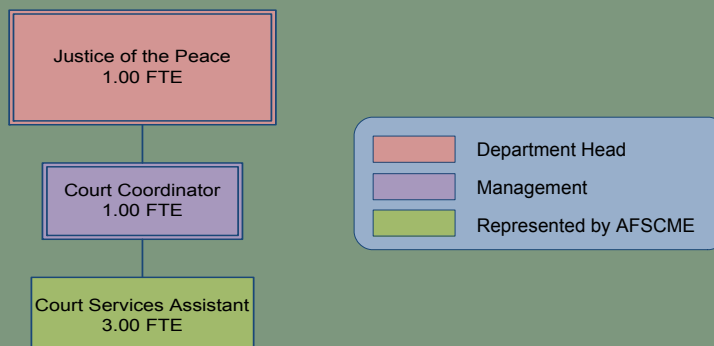 Justice of the Peace
1.00 FTE
Court Coordinator
1.00 FTE
Court Services Assistant
3.00 FTE
Department Head
Management
Represented by AFSCME